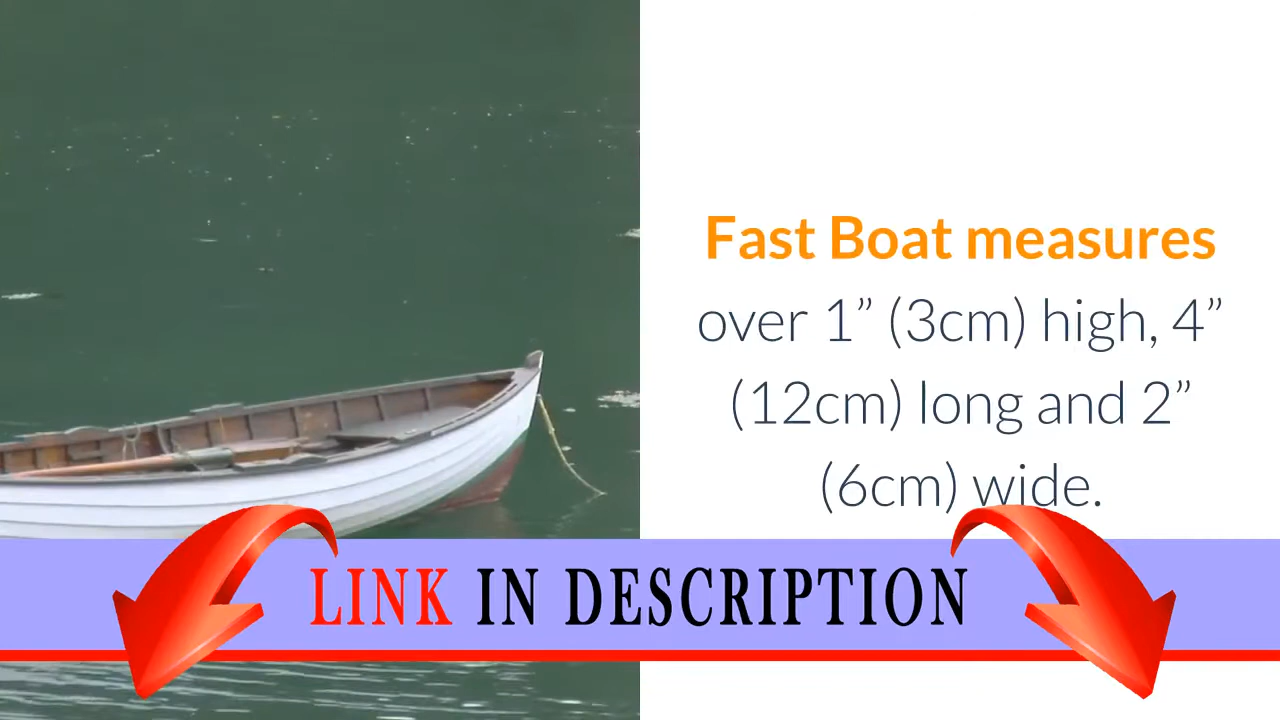 Fast Boat measures
over 1” (3cm) high, 4”
(12cm) long and 2”
(6cm) wide.
LINK IN DESCRIPTION